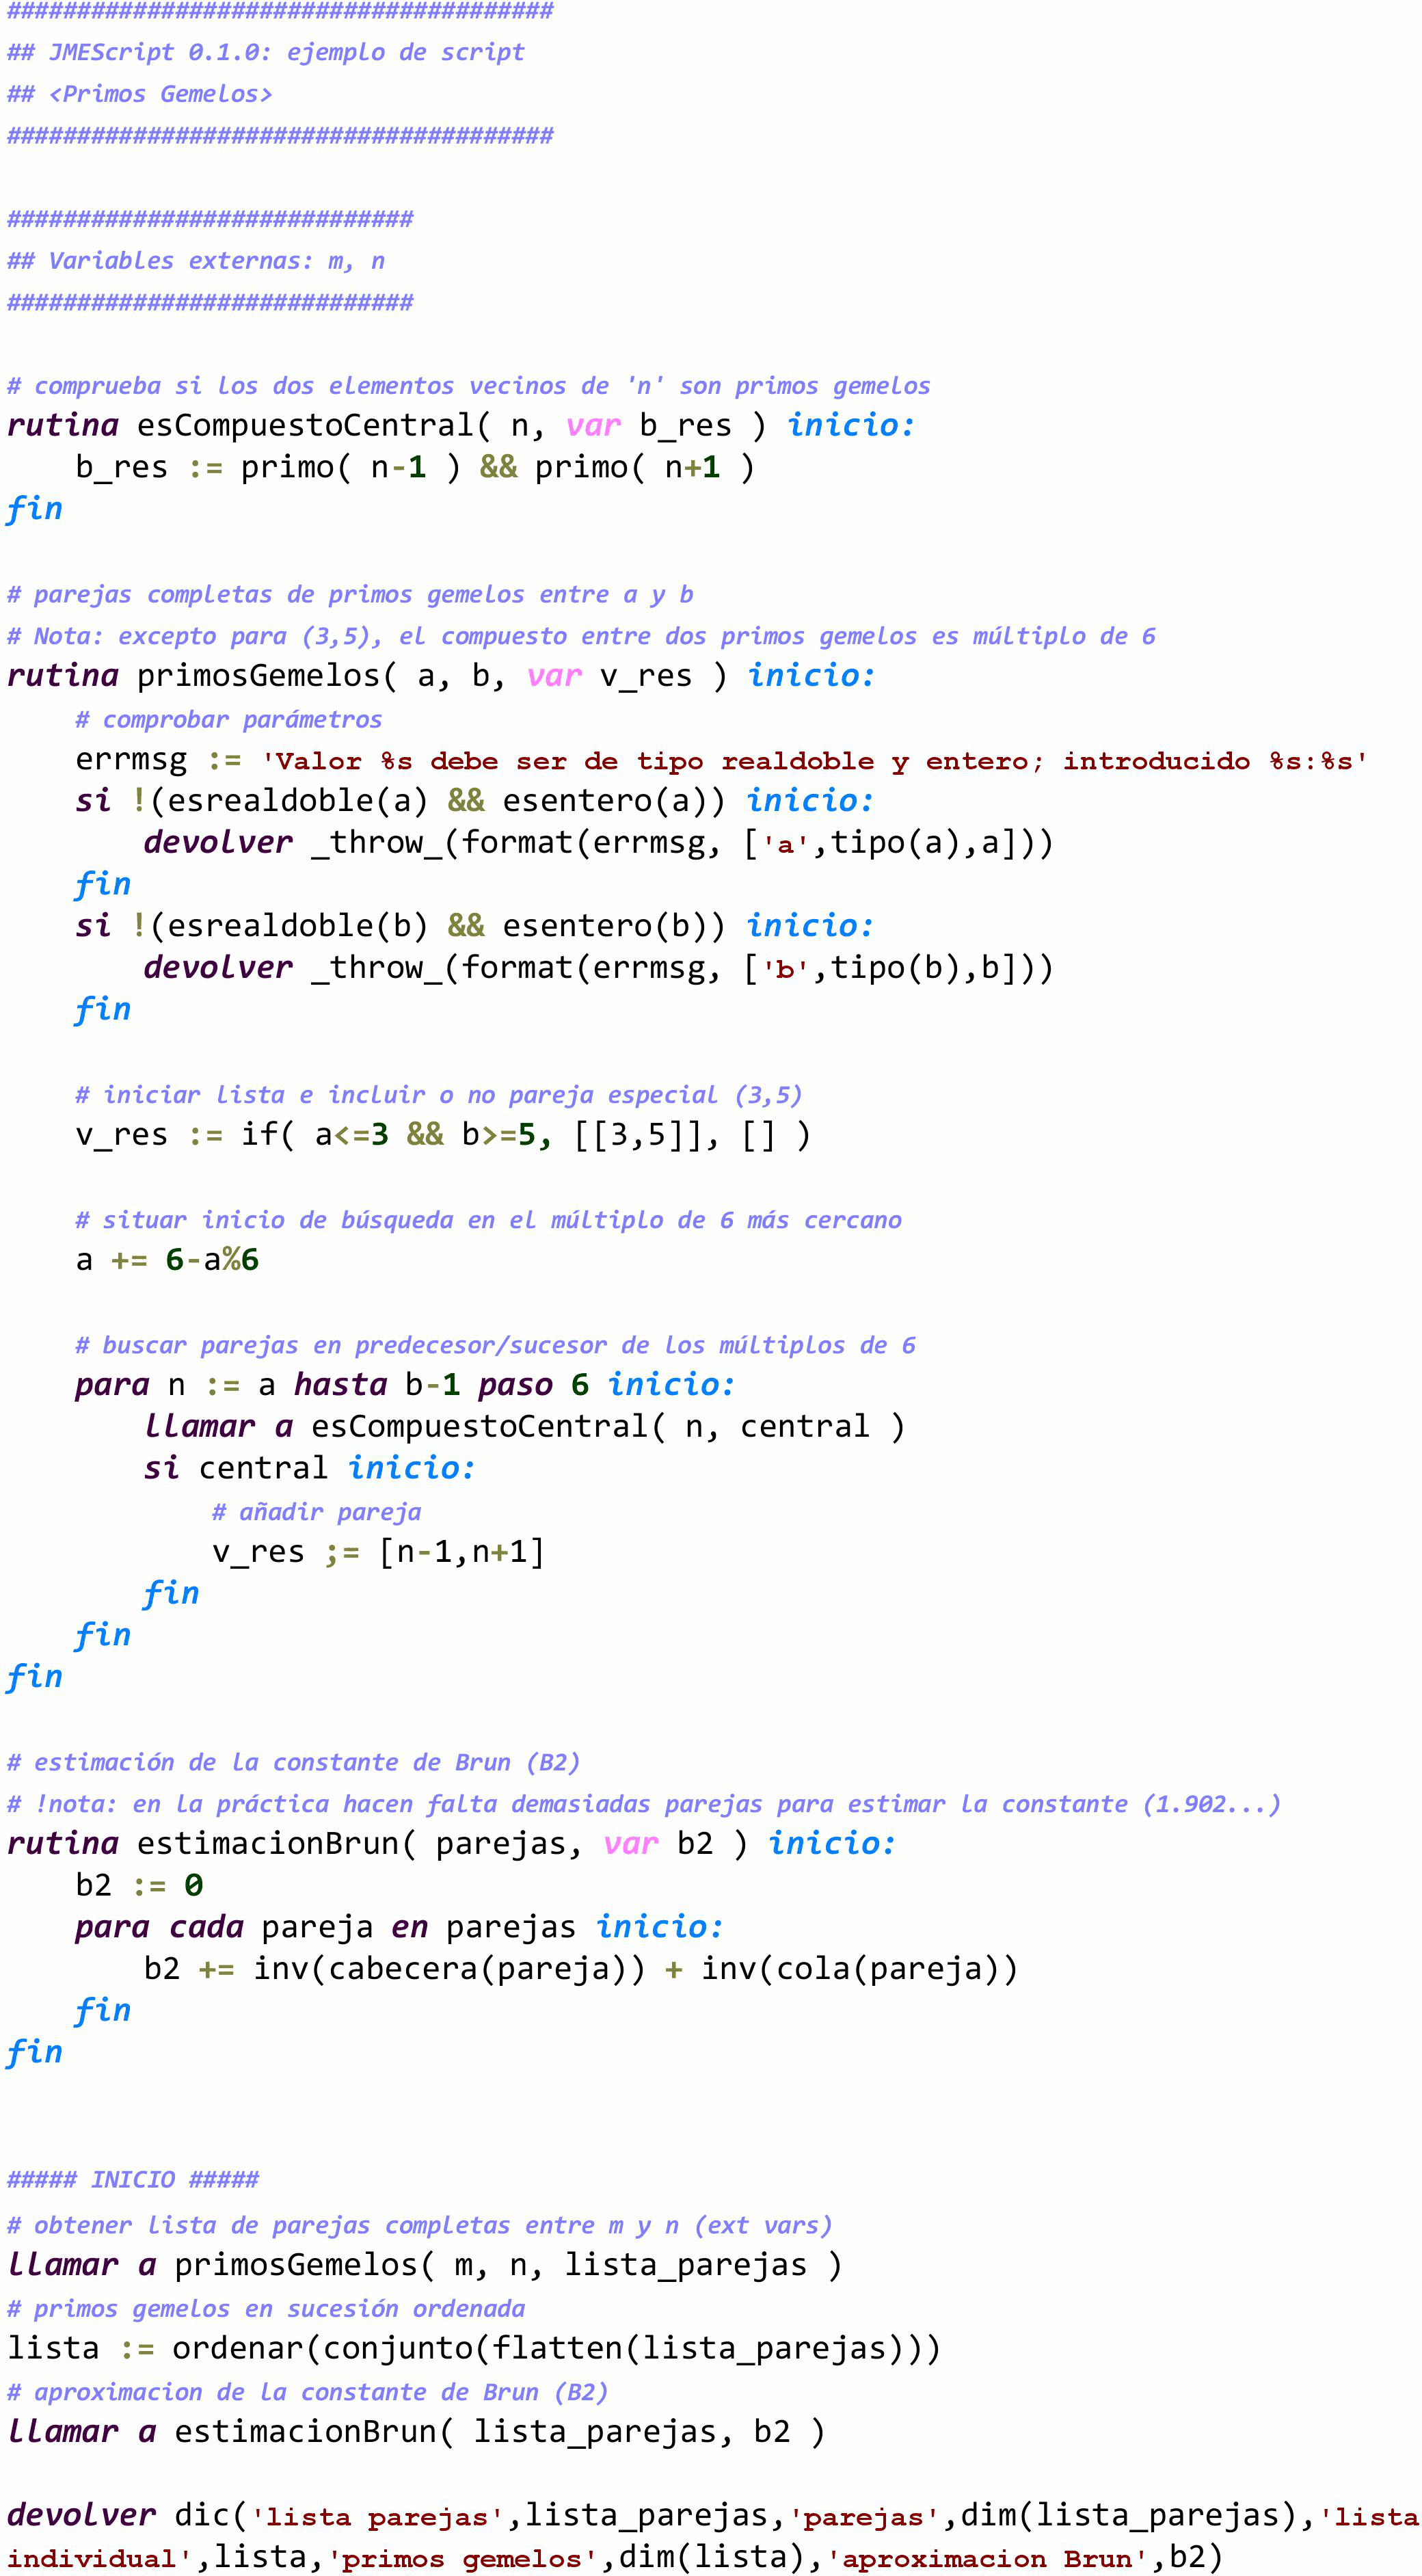 #######################################
## JMEScript 0.1.0: ejemplo de script
## <Primos Gemelos>
#######################################
#############################
## Variables externas: m, n
#############################
# comprueba si los dos elementos vecinos de 'n' son primos gemelos
rutina esCompuestoCentral( n, var b_res ) inicio:
    b_res := primo( n-1 ) && primo( n+1 )
fin
# parejas completas de primos gemelos entre a y b
# Nota: excepto para (3,5), el compuesto entre dos primos gemelos es múltiplo de 6
rutina primosGemelos( a, b, var v_res ) inicio:
    # comprobar parámetros
    errmsg := 'Valor %s debe ser de tipo realdoble y entero; introducido %s:%s'
    si !(esrealdoble(a) && esentero(a)) inicio:
        devolver _throw_(format(errmsg, ['a',tipo(a),a]))
    fin
    si !(esrealdoble(b) && esentero(b)) inicio:
        devolver _throw_(format(errmsg, ['b',tipo(b),b]))
    fin
    # iniciar lista e incluir o no pareja especial (3,5)
    v_res := if( a<=3 && b>=5, [[3,5]], [] )
    # situar inicio de búsqueda en el múltiplo de 6 más cercano
    a += 6-a%6
    # buscar parejas en predecesor/sucesor de los múltiplos de 6
    para n := a hasta b-1 paso 6 inicio:
        llamar a esCompuestoCentral( n, central )
        si central inicio:
            # añadir pareja
            v_res ;= [n-1,n+1]
        fin
    fin
fin
# estimación de la constante de Brun (B2)
# !nota: en la práctica hacen falta demasiadas parejas para estimar la constante (1.902...)
rutina estimacionBrun( parejas, var b2 ) inicio:
    b2 := 0
    para cada pareja en parejas inicio:
        b2 += inv(cabecera(pareja)) + inv(cola(pareja))
    fin
fin
##### INICIO #####
# obtener lista de parejas completas entre m y n (ext vars)
llamar a primosGemelos( m, n, lista_parejas )
# primos gemelos en sucesión ordenada
lista := ordenar(conjunto(flatten(lista_parejas)))
# aproximacion de la constante de Brun (B2)
llamar a estimacionBrun( lista_parejas, b2 )
devolver dic('lista parejas',lista_parejas,'parejas',dim(lista_parejas),'lista
individual',lista,'primos gemelos',dim(lista),'aproximacion Brun',b2)